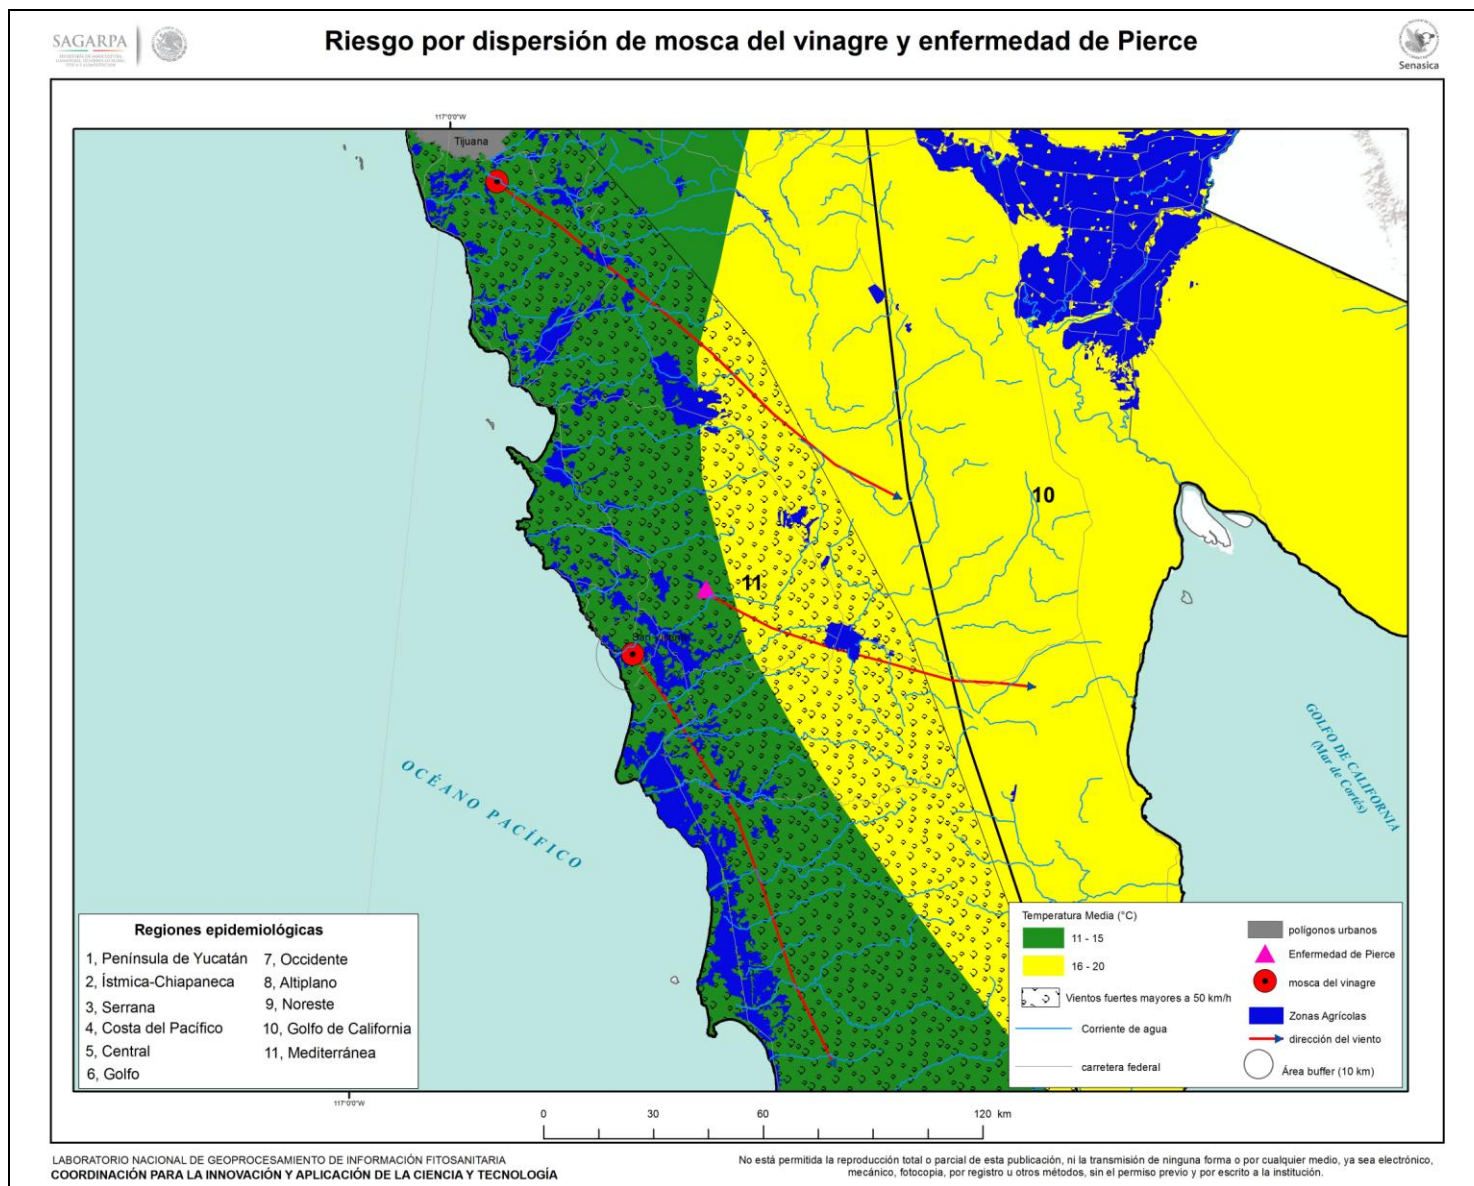 SAGARPA
Riesgo por dispersión de mosca del vinagre y enfermedad de Pierce
Senasica
117°0'0"W
Tijuana
10
11
OCÉANO PACÍFICO
GOLFO DE CALIFORNIA
(Mar de Cortés)
Regiones epidemiológicas
1, Península de Yucatán
2, Ístmica-Chiapaneca
3, Serrana
4, Costa del Pacífico
5, Central
6, Golfo
7, Occidente
8, Altiplano
9, Noreste
10, Golfo de California
11, Mediterránea
Temperatura Media (°C)
11 - 15
16 - 20
Vientos fuertes mayores a 50 km/h
Corriente de agua
carretera federal
polígonos urbanos
Enfermedad de Pierce
mosca del vinagre
Zonas Agrícolas
dirección del viento
Área buffer (10 km)
117°0'0"W
0 30 60 120 km
LABORATORIO NACIONAL DE GEOPROCESAMIENTO DE INFORMACIÓN FITOSANITARIA
COORDINACIÓN PARA LA INNOVACIÓN Y APLICACIÓN DE LA CIENCIA Y TECNOLOGÍA
No está permitida la reproducción total o parcial de esta publicación, ni la transmisión de ninguna forma o por cualquier medio, ya sea electrónico,
mecánico, fotocopia, por registro u otros métodos, sin el permiso previo y por escrito a la institución.